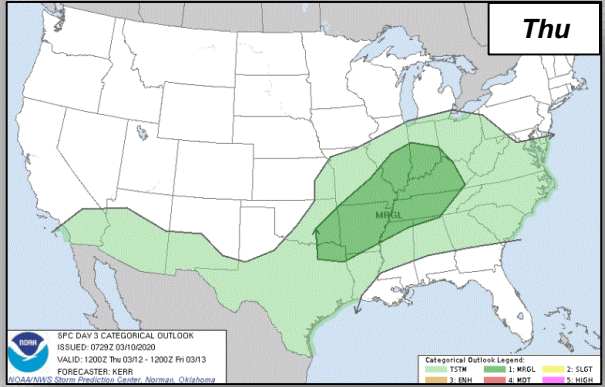 Thu
MRGL
NOAA
SPC DAY 3 CATEGORICAL OUTLOOK
ISSUED: 0729Z 03/10/2020
VALID: 1200Z Thu 03/12 - 1200Z Fri 03/13
FORECASTER: KERR
NOAA/NWS Storm Prediction Center, Norman, Oklahoma
Categorical Outlook Legend:
TSTM 1: MRGL 2: SLGT
3: ENH 4: MDT 5: HIGH